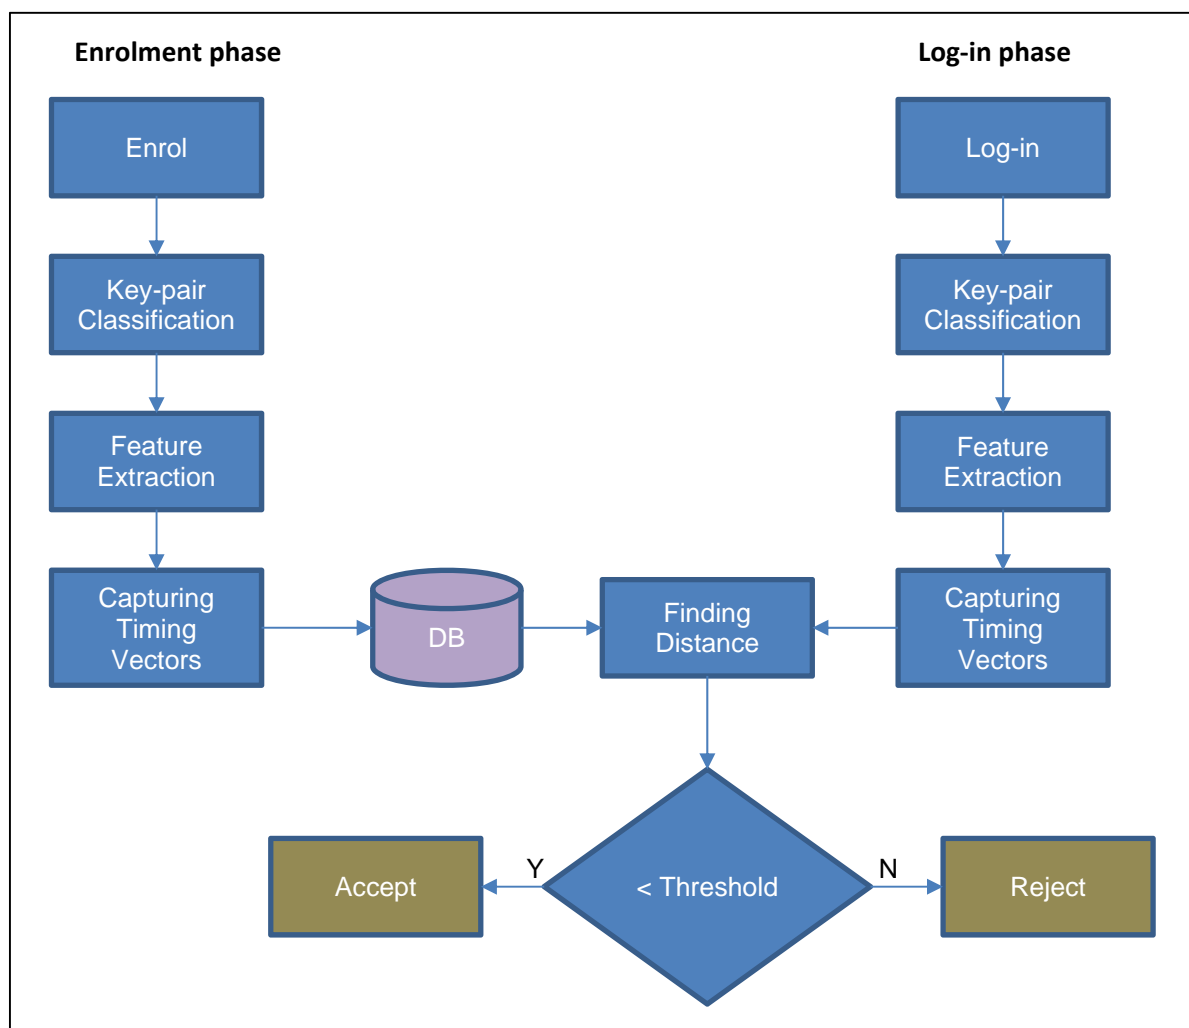 Enrolment phase
Log-in phase
Enrol
Log-in
Key-pair
Classification
Key-pair
Classification
Feature
Extraction
Feature
Extraction
Capturing
Timing
Vectors
DB
Finding
Distance
Capturing
Timing
Vectors
Accept
Y
< Threshold
N
Reject